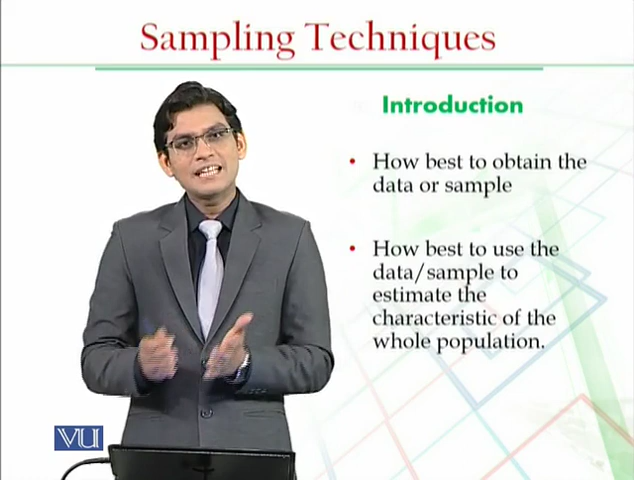 Sampling Techniques
Introduction
• How best to obtain the
data or sample
• How best to use the
data/sample to
estimate the
characteristic of the
whole population.
VU